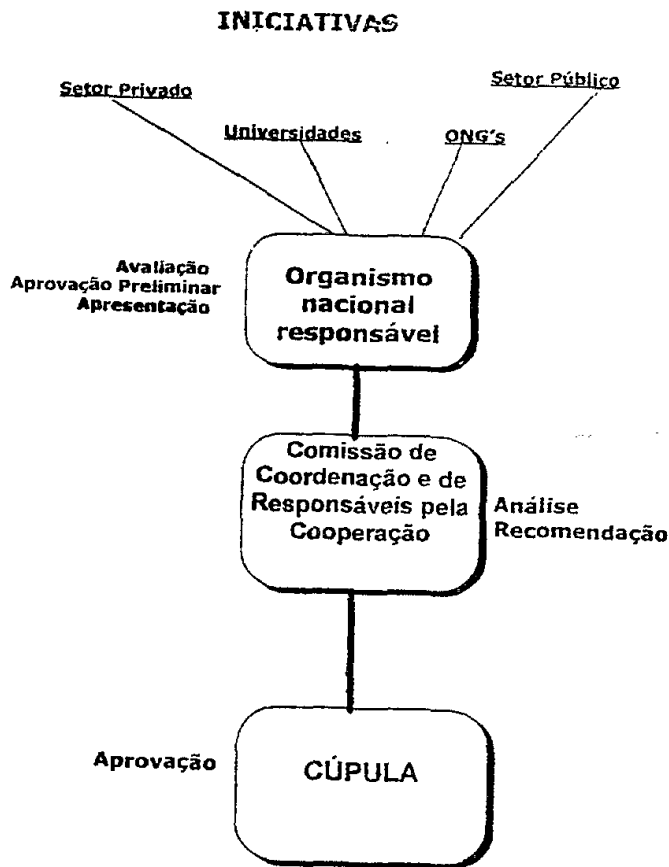 INICIATIVAS
Setor Privado
Setor Público
Universidades
ONG's
Avaliação
Aprovação Preliminar
Apresentação
Organismo
nacional
responsável
Comissão de
Coordenação e de
Responsáveis pela
Cooperação
Análise
Recomendação
Aprovação
CÚPULA